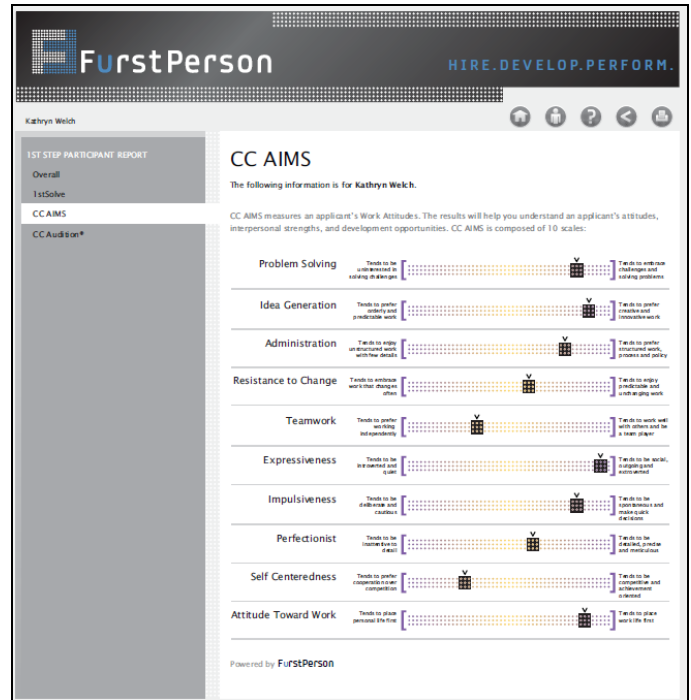 FurstPerson
HIRE.DEVELOP.PERFORM.
Kathryn Welch
1ST STEP PARTICIPANT REPORT
Overall
1stSolve
CC AIMS
CC Audition®
CC AIMS
The following information is for Kathryn Welch.
CC AIMS measures an applicant's Work Attitudes. The results will help you understand an applicant's attitudes,
interpersonal strengths, and development opportunities. CC AIMS is composed of 10 scales:
Problem Solving
Tends to be
uninterested in
solving challenges
Tends to embrace
challenges and
solving problems
Idea Generation
Tends to prefer
orderly and
predictable work
Tends to prefer
creative and
innovative work
Administration
Tends to enjoy
unstructured work
with few details
Tends to prefer
structured work,
process and policy
Resistance to Change
Tends to embrace
work that changes
often
Tends to enjoy
predictable and
unchanging work
Teamwork
Tends to prefer
working
independently
Tends to work well
with others and be
a team player
Expressiveness
Tends to be
introverted and
quiet
Tends to be social,
outgoing and
extroverted
Impulsiveness
Tends to be
deliberate and
cautious
Tends to be
spontaneous and
make quick
decisions
Perfectionist
Tends to be
inattentive to
detail
Tends to be
detailed, precise
and meticulous
Self Centeredness
Tends to prefer
cooperation over
competition
Tends to be
competitive and
achievement
oriented
Attitude Toward Work
Tends to place
personal life first
Tends to place
work life first
Powered by FurstPerson